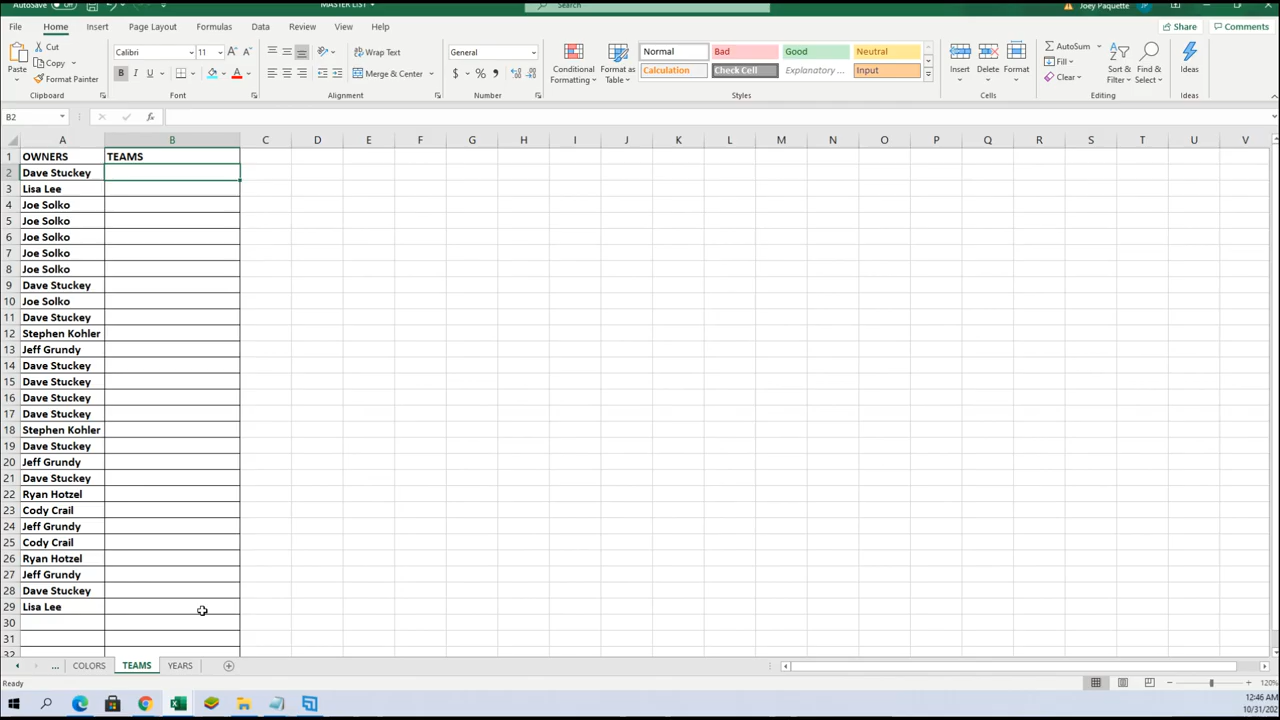 AutoSave Off MASTER LIST Search Joey Paquette JP
File Home Insert Page Layout Formulas Data Review View Help Share Comments
Paste Cut Copy Format Painter Clipboard
Calibri 11 A A B I U A Font
Wrap Text Merge & Center Alignment
General $ % , Number
Conditional Formatting Format as Table Normal Bad Good Neutral Calculation Check Cell Explanatory ... Input Styles
Insert Delete Format Cells
AutoSum Fill Clear Sort & Filter Find & Select Editing
Ideas Ideas
B2 fx
A B C D E F G H I J K L M N O P Q R S T U V
1 OWNERS TEAMS
2 Dave Stuckey
3 Lisa Lee
4 Joe Solko
5 Joe Solko
6 Joe Solko
7 Joe Solko
8 Joe Solko
9 Dave Stuckey
10 Joe Solko
11 Dave Stuckey
12 Stephen Kohler
13 Jeff Grundy
14 Dave Stuckey
15 Dave Stuckey
16 Dave Stuckey
17 Dave Stuckey
18 Stephen Kohler
19 Dave Stuckey
20 Jeff Grundy
21 Dave Stuckey
22 Ryan Hotzel
23 Cody Crail
24 Jeff Grundy
25 Cody Crail
26 Ryan Hotzel
27 Jeff Grundy
28 Dave Stuckey
29 Lisa Lee
30
31
32
... COLORS TEAMS YEARS
Ready 120%
12:46 AM
10/31/202